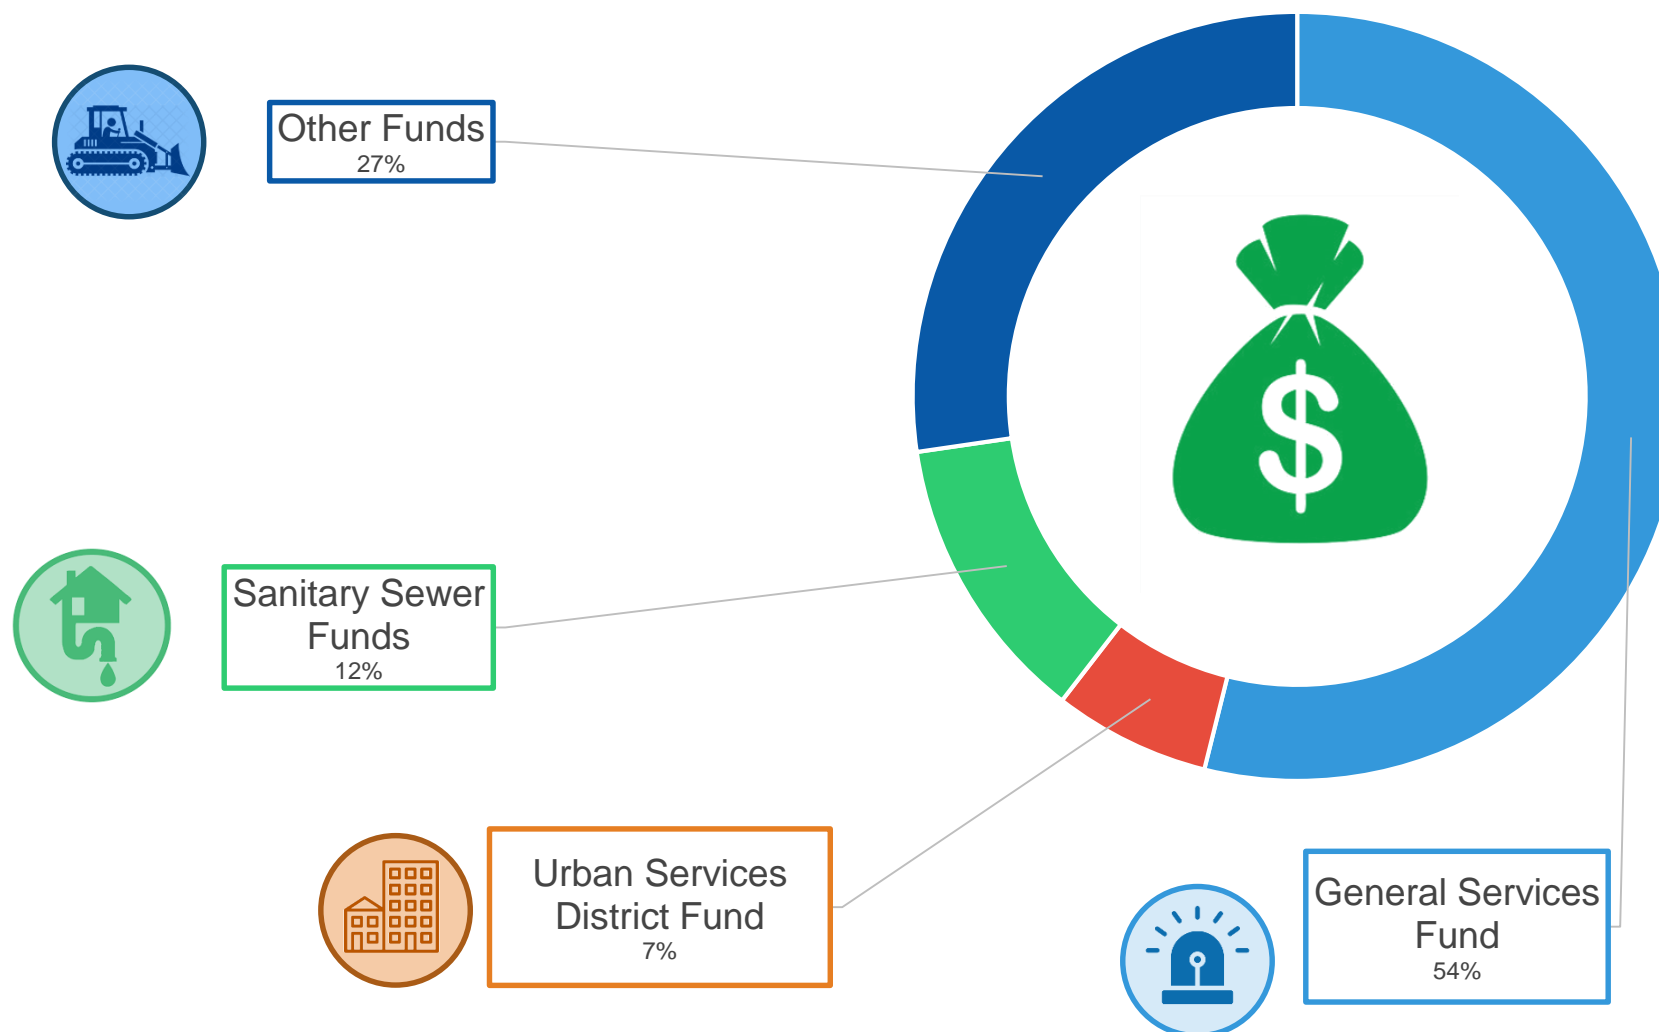 Other Funds
27%
Sanitary Sewer
Funds
12%
Urban Services
District Fund
7%
General Services
Fund
54%
$